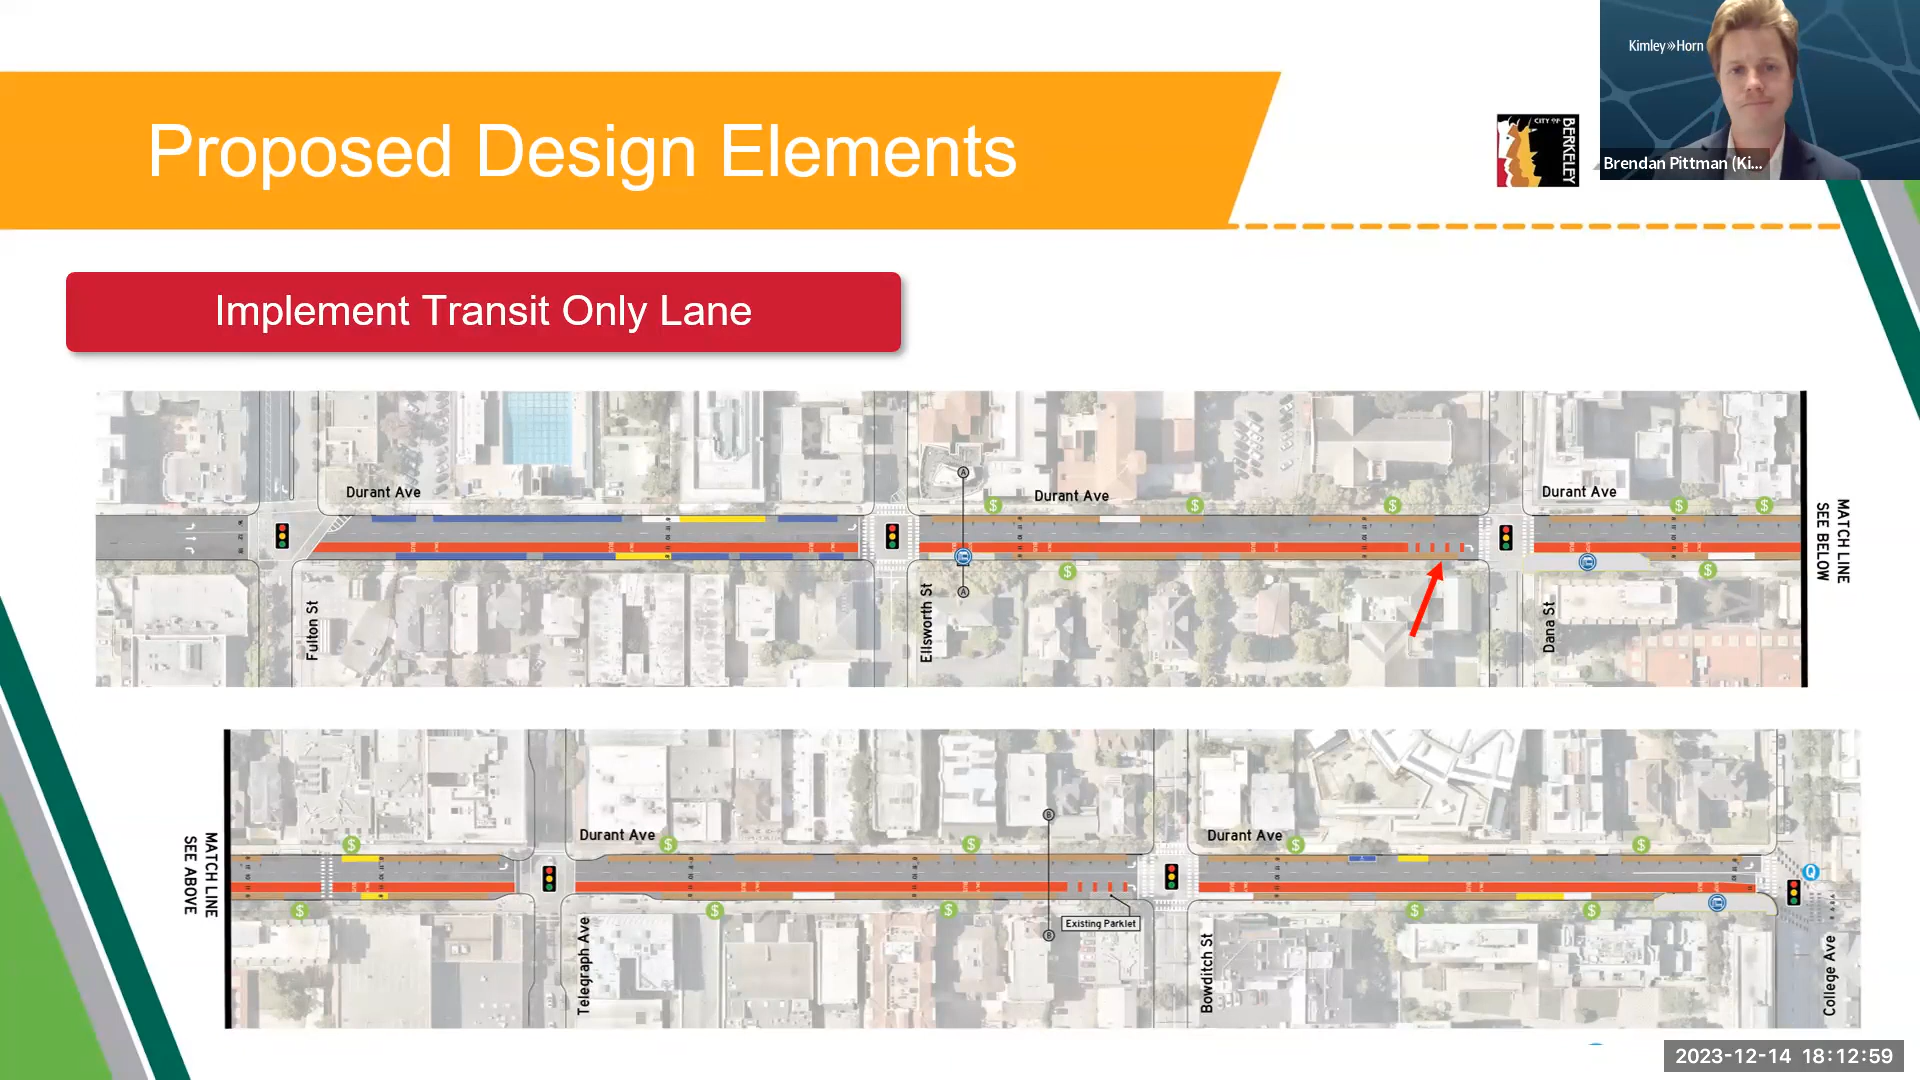 Kimley»Horn
CITY OF
BERKELEY
Brendan Pittman (Ki...
Proposed Design Elements
Implement Transit Only Lane
Durant Ave
Durant Ave
Durant Ave
$
$
$
$
$
A
A
$
$
Fulton St
Ellsworth St
Dana St
MATCH LINE
SEE BELOW
MATCH LINE
SEE ABOVE
Durant Ave
Durant Ave
$
$
$
$
$
B
B
$
$
$
$
$
Q
Existing Parklet
Telegraph Ave
Bowditch St
College Ave
2023-12-14 18:12:59